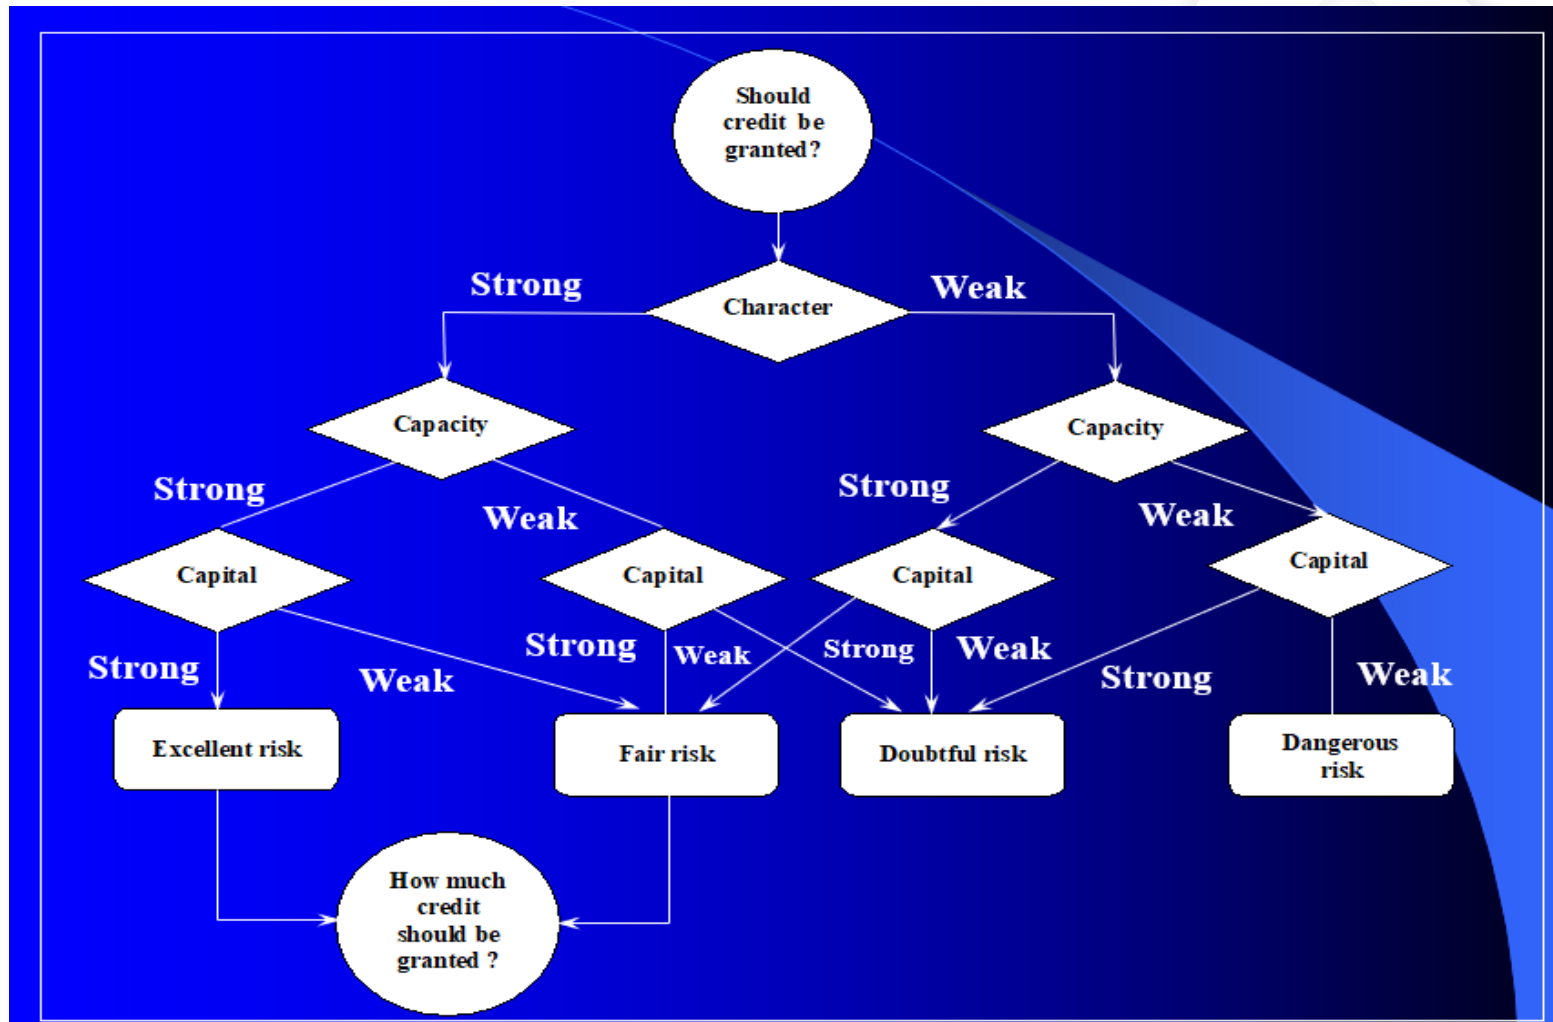 Should
credit be
granted?
Strong
Weak
Character
Capacity
Capacity
Strong
Weak
Strong
Weak
Capital
Capital
Capital
Capital
Strong
Weak
Strong
Weak
Strong
Weak
Strong
Weak
Excellent risk
Fair risk
Doubtful risk
Dangerous
risk
How much
credit
should be
granted ?